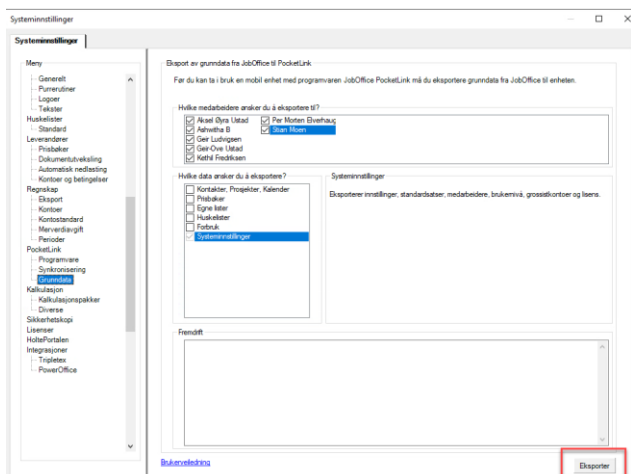 Systeminnstillinger
Systeminnstillinger
Meny
Generelt
Purrerutiner
Logoer
Tekster
Huskelister
Standard
Leverandører
Prisbøker
Dokumentutveksling
Automatisk nedlasting
Kontoer og betingelser
Regnskap
Eksport
Kontoer
Kontostandard
Merverdiavgift
Perioder
PocketLink
Programvare
Synkronisering
Grunndata
Kalkulasjon
Kalkulasjonspakker
Diverse
Sikkerhetskopi
Lisenser
HoltePortalen
Integrasjoner
Tripletex
PowerOffice
Eksport av grunndata fra JobOffice til PocketLink
Før du kan ta i bruk en mobil enhet med programvaren JobOffice PocketLink må du eksportere grunndata fra JobOffice til enheten.
Hvilke medarbeidere ønsker du å eksportere til?
Aksel Øyra Ustad
Ashwitha B
Geir Ludvigsen
Geir-Ove Ustad
Kethil Fredriksen
Per Morten Elverhaug
Stian Moen
Hvilke data ønsker du å eksportere?
Kontakter, Prosjekter, Kalender
Prisbøker
Egne lister
Huskelister
Forbruk
Systeminnstillinger
Systeminnstillinger
Eksporterer innstillinger, standardsatser, medarbeidere, brukernivå, grossistkontoer og lisens.
Fremdrift
Brukerveiledning
Eksporter